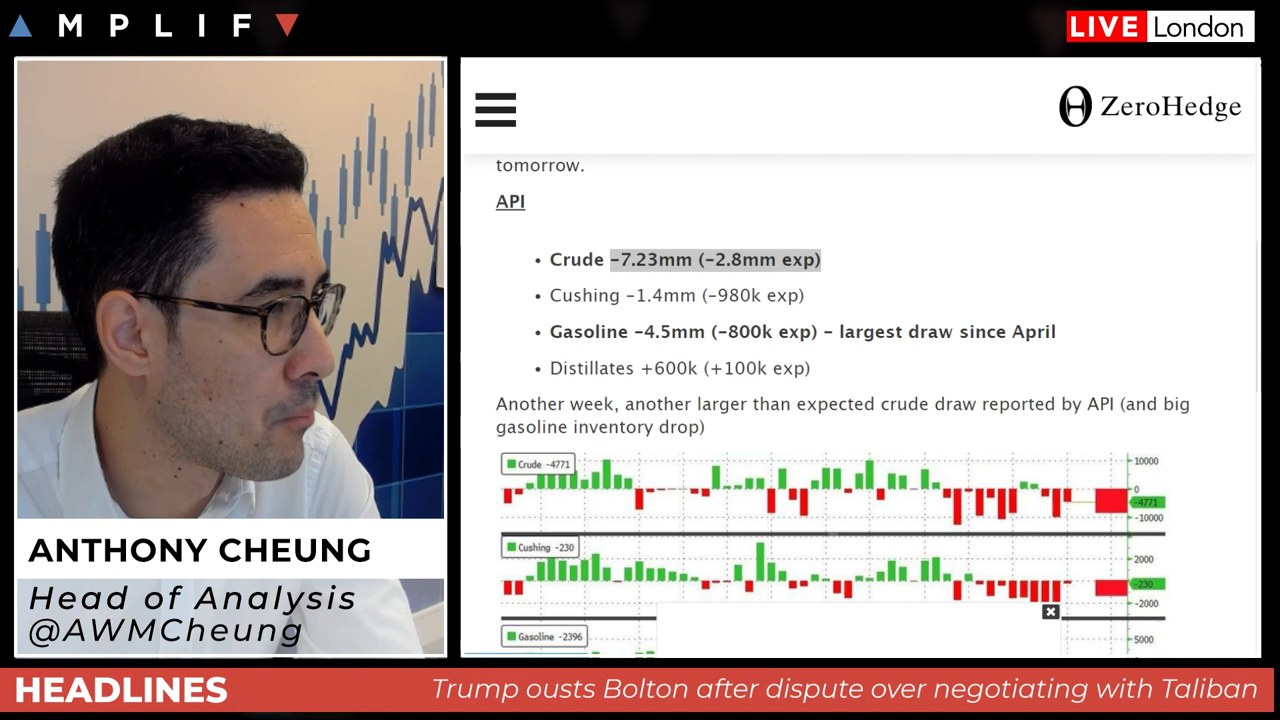 MPLIF
LIVE London
ZeroHedge
tomorrow.
API
• Crude -7.23mm (-2.8mm exp)
• Cushing -1.4mm (-980k exp)
• Gasoline -4.5mm (-800k exp) - largest draw since April
• Distillates +600k (+100k exp)
Another week, another larger than expected crude draw reported by API (and big
gasoline inventory drop)
Crude -4771
10000
0
-4771
-10000
Cushing -230
2000
-230
-2000
Gasoline -2396
5000
ANTHONY CHEUNG
Head of Analysis
@AWMCheung
HEADLINES
Trump ousts Bolton after dispute over negotiating with Taliban